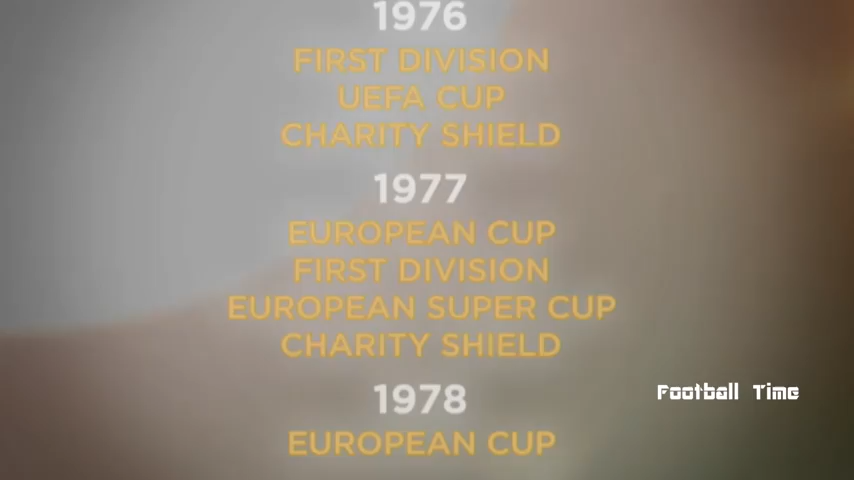 1976
FIRST DIVISION
UEFA CUP
CHARITY SHIELD
1977
EUROPEAN CUP
FIRST DIVISION
EUROPEAN SUPER CUP
CHARITY SHIELD
1978
EUROPEAN CUP
Football Time